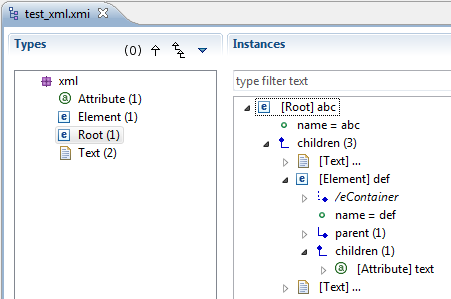 test_xml.xmi
Types
(0)
xml
Attribute (1)
Element (1)
Root (1)
Text (2)
Instances
type filter text
[Root] abc
name = abc
children (3)
[Text] ...
[Element] def
/eContainer
name = def
parent (1)
children (1)
[Attribute] text
[Text] ...